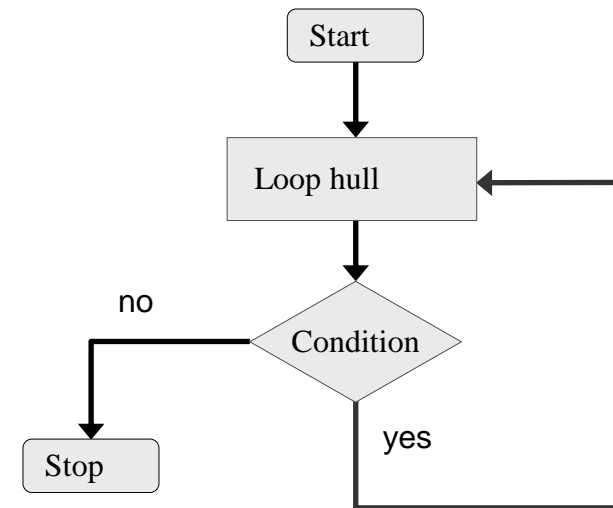 Start
Loop hull
no
Condition
yes
Stop